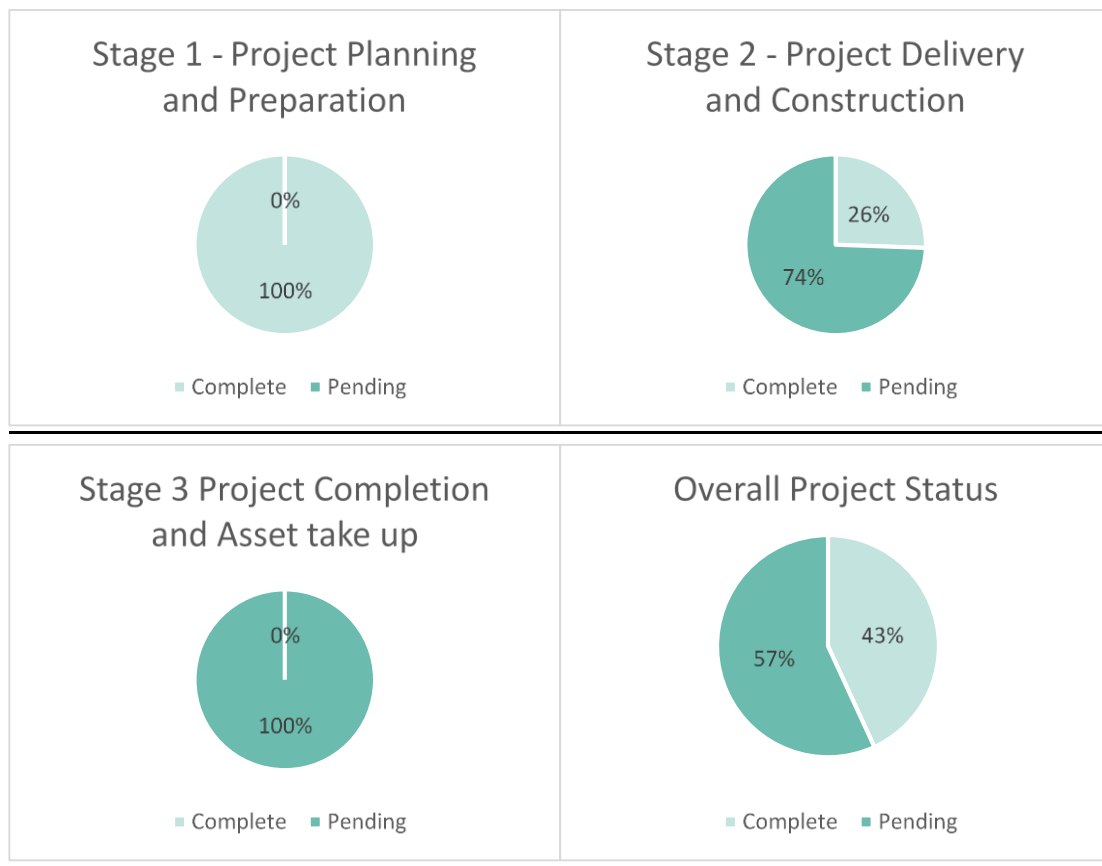 Stage 1 - Project Planning
and Preparation
0%
100%
Complete Pending
Stage 2 - Project Delivery
and Construction
26%
74%
Complete Pending
Stage 3 Project Completion
and Asset take up
0%
100%
Complete Pending
Overall Project Status
43%
57%
Complete Pending